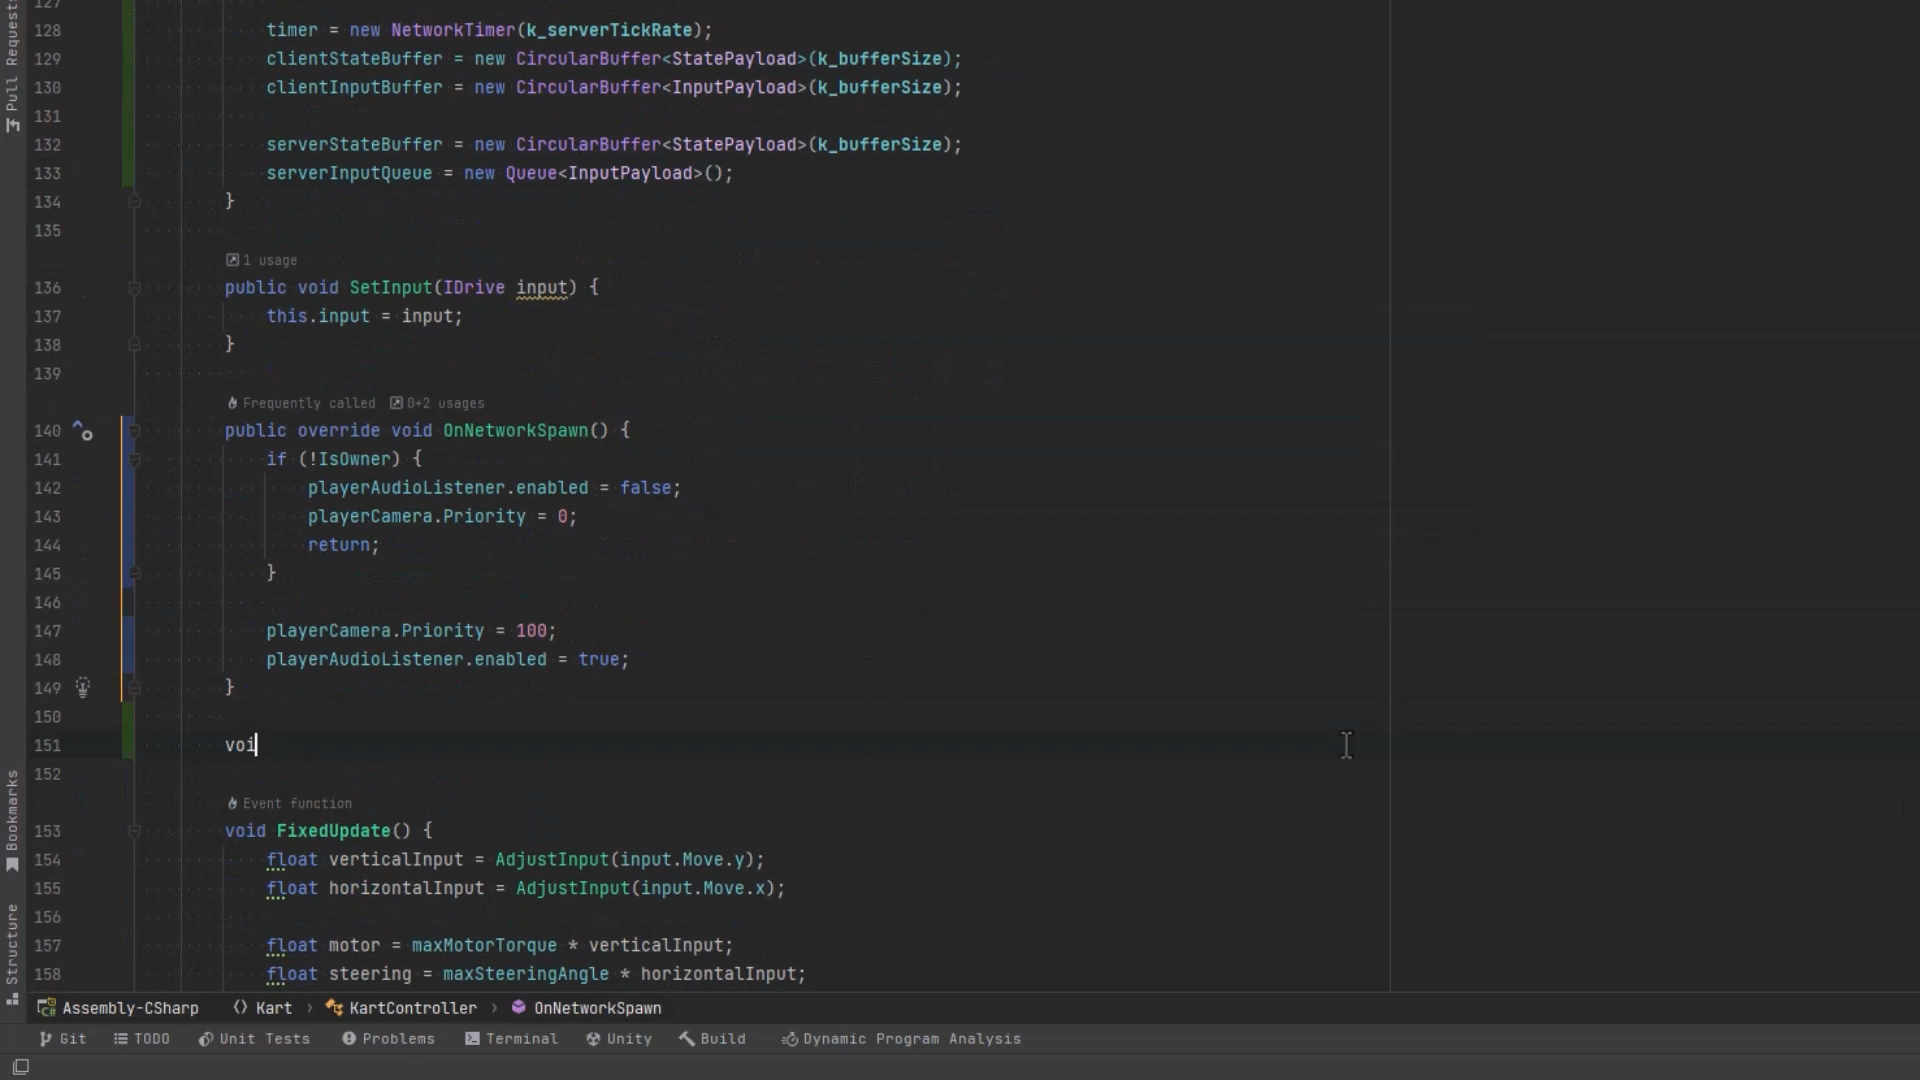 Pull Requests
127
128 timer = new NetworkTimer(k_serverTickRate);
129 clientStateBuffer = new CircularBuffer<StatePayload>(k_bufferSize);
130 clientInputBuffer = new CircularBuffer<InputPayload>(k_bufferSize);
131
132 serverStateBuffer = new CircularBuffer<StatePayload>(k_bufferSize);
133 serverInputQueue = new Queue<InputPayload>();
134 }
135
1 usage
136 public void SetInput(IDrive input) {
137 this.input = input;
138 }
139
Frequently called 0+2 usages
140 public override void OnNetworkSpawn() {
141 if (!IsOwner) {
142 playerAudioListener.enabled = false;
143 playerCamera.Priority = 0;
144 return;
145 }
146
147 playerCamera.Priority = 100;
148 playerAudioListener.enabled = true;
149 }
150
151 voi
152
Event function
153 void FixedUpdate() {
154 float verticalInput = AdjustInput(input.Move.y);
155 float horizontalInput = AdjustInput(input.Move.x);
156
157 float motor = maxMotorTorque * verticalInput;
158 float steering = maxSteeringAngle * horizontalInput;
Bookmarks
Structure
Assembly-CSharp Kart KartController OnNetworkSpawn
Git TODO Unit Tests Problems Terminal Unity Build Dynamic Program Analysis